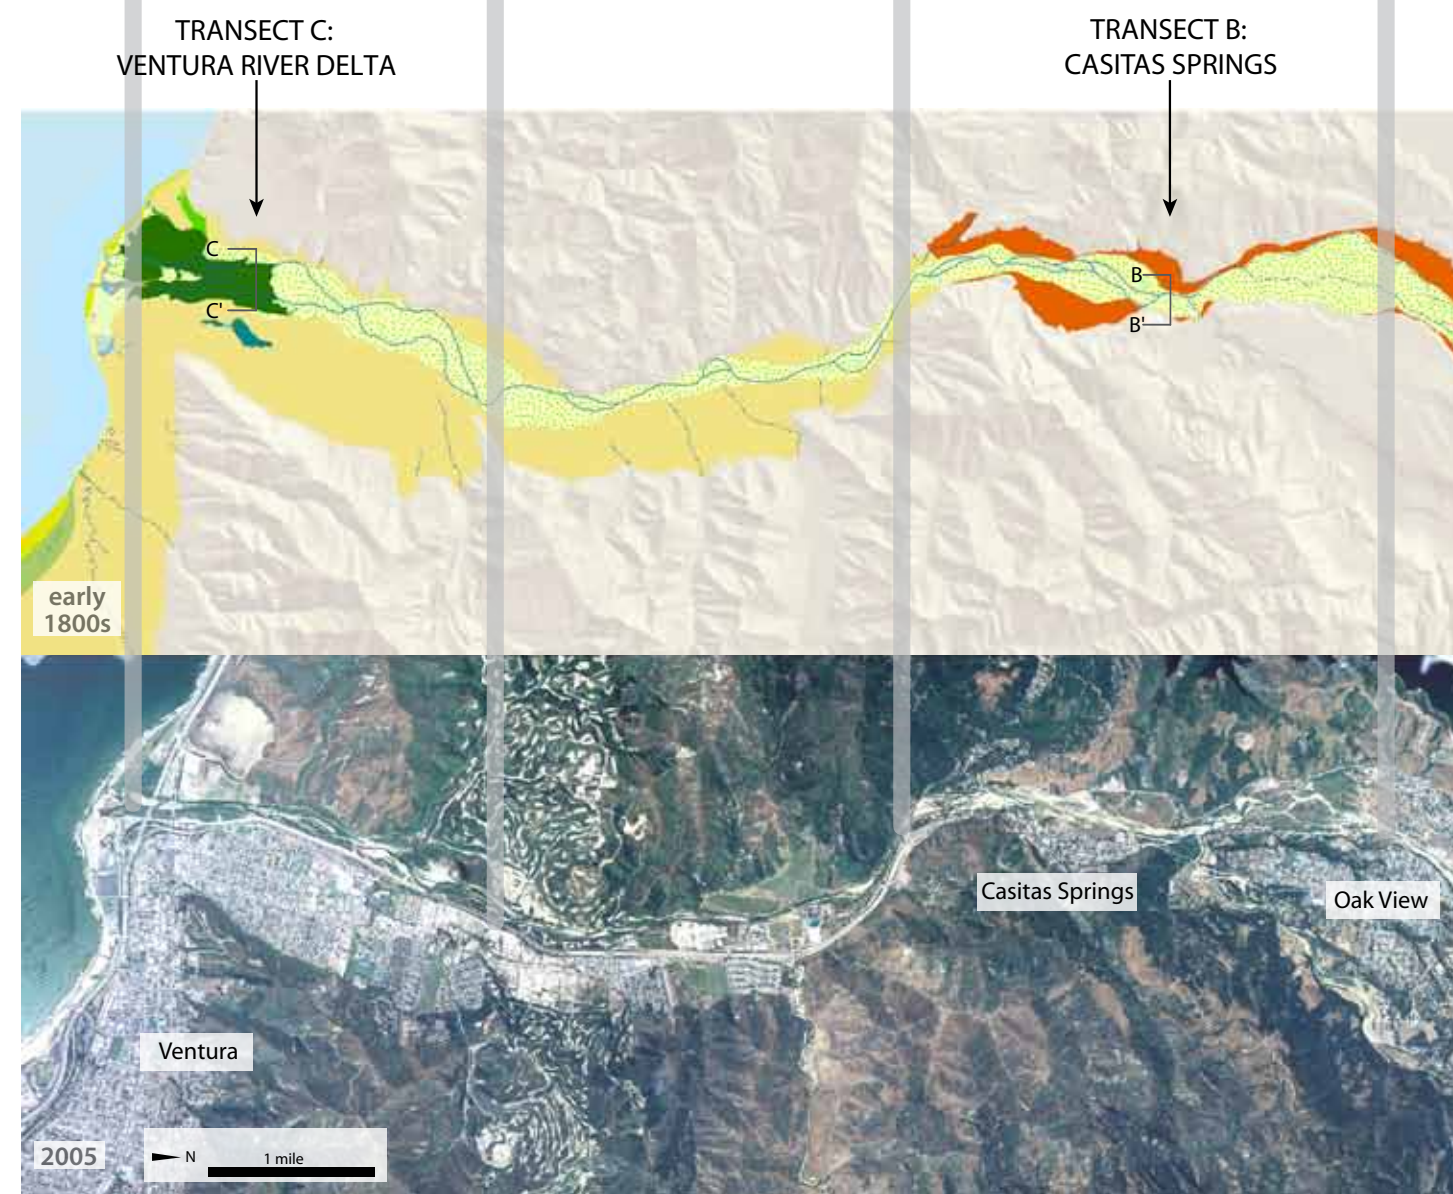 TRANSECT C:
VENTURA RIVER DELTA
TRANSECT B:
CASITAS SPRINGS
C
C'
B
B'
early
1800s
Casitas Springs
Oak View
Ventura
2005
N
1 mile